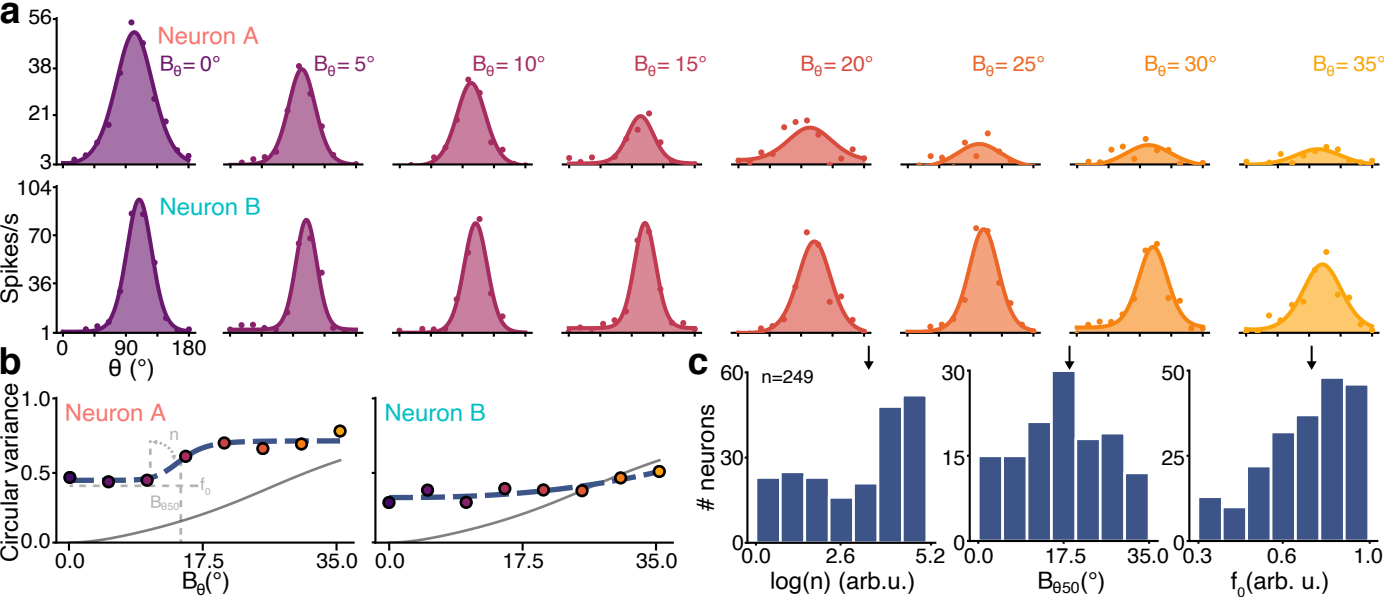 a
56
38
21
3
Neuron A
Bθ= 0°
Bθ= 5°
Bθ= 10°
Bθ= 15°
Bθ= 20°
Bθ= 25°
Bθ= 30°
Bθ= 35°
Spikes/s
104
70
36
1
Neuron B
0 90 180
θ (°)
b
Circular variance
1.0
0.5
0.0
Neuron A
n
f0
Bθ50
0.0 17.5 35.0
Bθ(°)
Neuron B
0.0 17.5 35.0
c
# neurons
60
30
0
n=249
0.0 2.6 5.2
log(n) (arb.u.)
30
15
0
0.0 17.5 35.0
Bθ50(°)
50
25
0
0.3 0.6 1.0
f0(arb. u.)